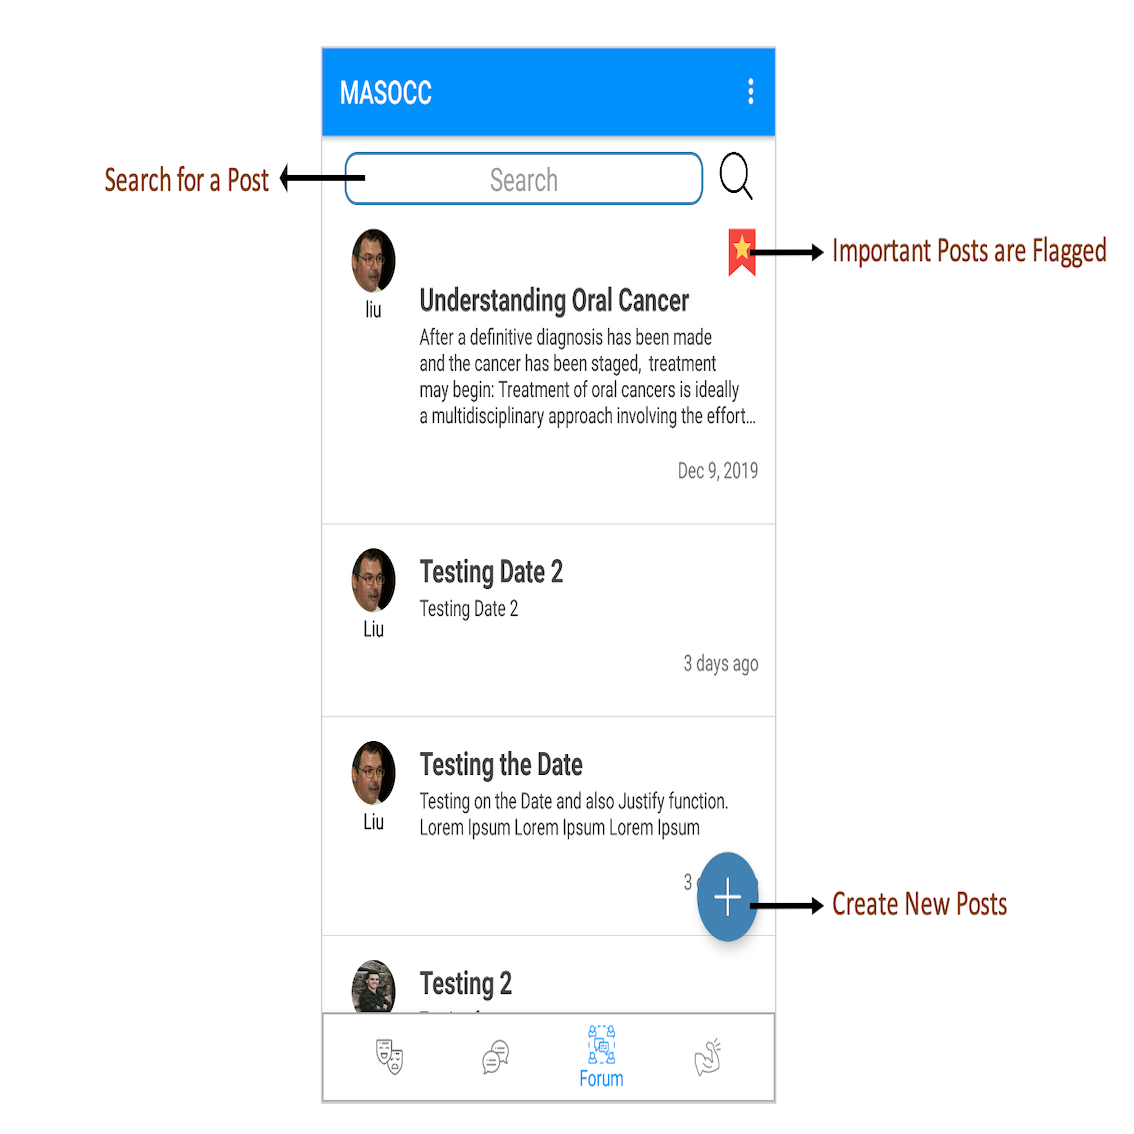 MASOCC
Search for a Post
Search
Important Posts are Flagged
liu
Understanding Oral Cancer
After a definitive diagnosis has been made
and the cancer has been staged, treatment
may begin: Treatment of oral cancers is ideally
a multidisciplinary approach involving the effort...
Dec 9, 2019
Liu
Testing Date 2
Testing Date 2
3 days ago
Liu
Testing the Date
Testing on the Date and also Justify function.
Lorem Ipsum Lorem Ipsum Lorem Ipsum
3
Create New Posts
Testing 2
Forum